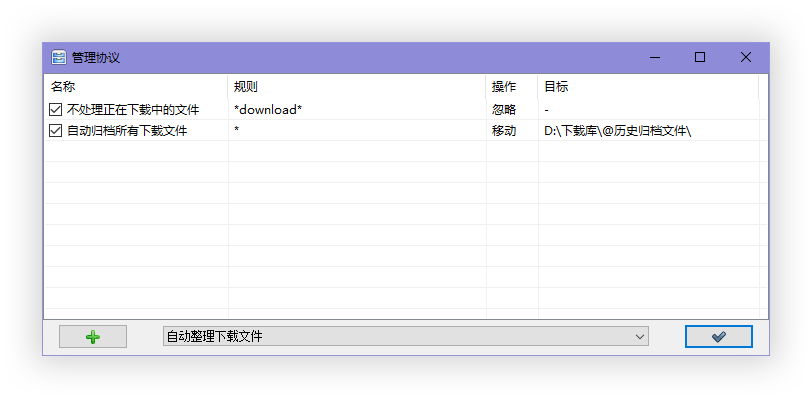 管理协议
名称 规则 操作 目标
不处理正在下载中的文件 *download* 忽略 -
自动归档所有下载文件 * 移动 D:\下载库\@历史归档文件\
自动整理下载文件